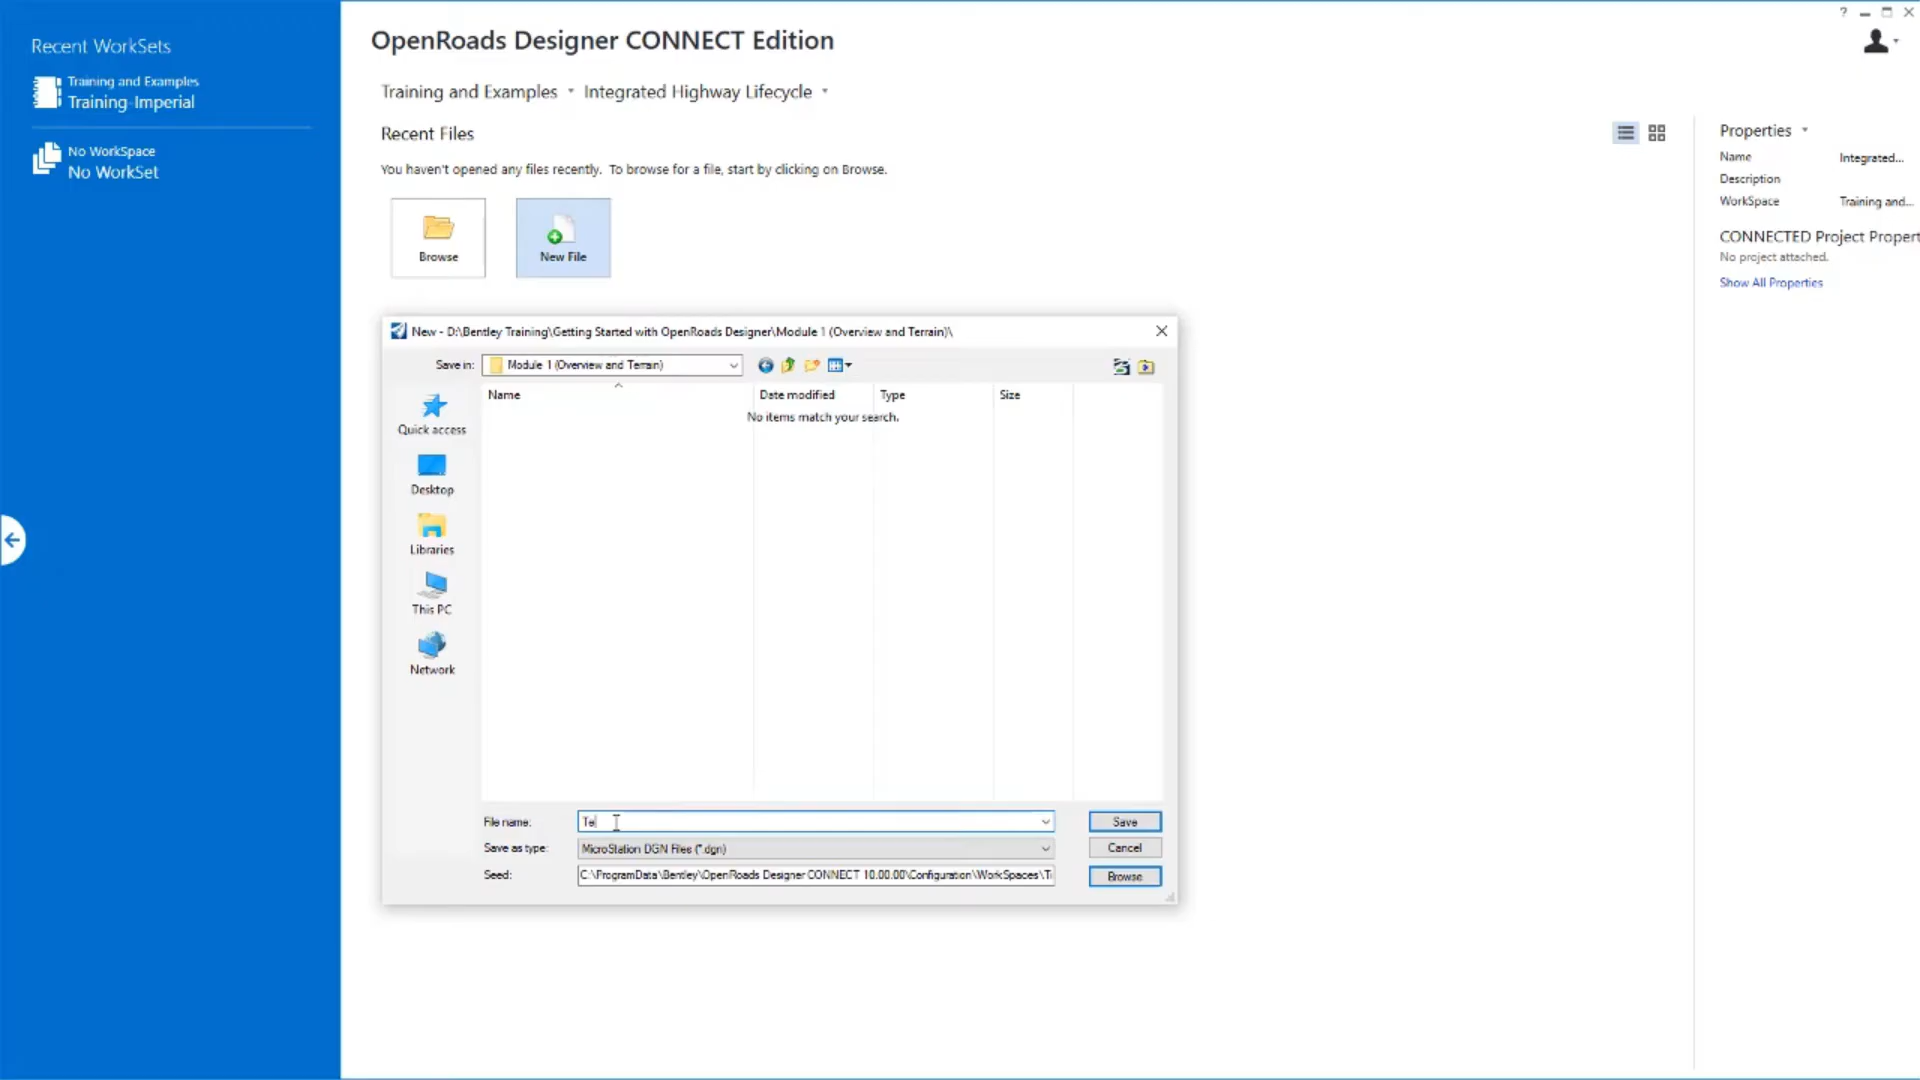 Recent WorkSets
Training and Examples
Training-Imperial
No WorkSpace
No WorkSet
OpenRoads Designer CONNECT Edition
Training and Examples Integrated Highway Lifecycle
Recent Files
You haven't opened any files recently. To browse for a file, start by clicking on Browse.
Browse
New File
?
Properties
Name Integrated...
Description
WorkSpace Training and...
CONNECTED Project Propert
No project attached.
Show All Properties
New - D:\Bentley Training\Getting Started with OpenRoads Designer\Module 1 (Overview and Terrain)\
Save in: Module 1 (Overview and Terrain)
Name Date modified Type Size
No items match your search.
Quick access
Desktop
Libraries
This PC
Network
File name: Te Save
Save as type: MicroStation DGN Files (*.dgn) Cancel
Seed: C:\ProgramData\Bentley\OpenRoads Designer CONNECT 10.00.00\Configuration\WorkSpaces\T Browse